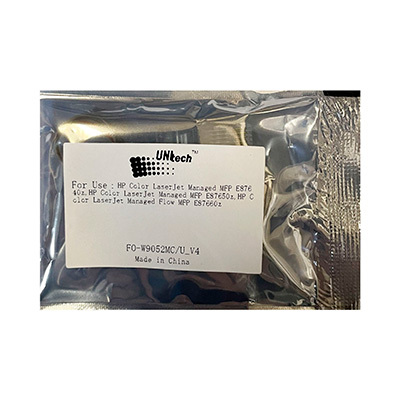 UNItech™
For Use : HP Color LaserJet Managed MFP E876
40z,HP Color LaserJet Managed MFP E87650z,HP C
olor LaserJet Managed Flow MFP E87660z
FO-W9052MC/U_V4
Made in China